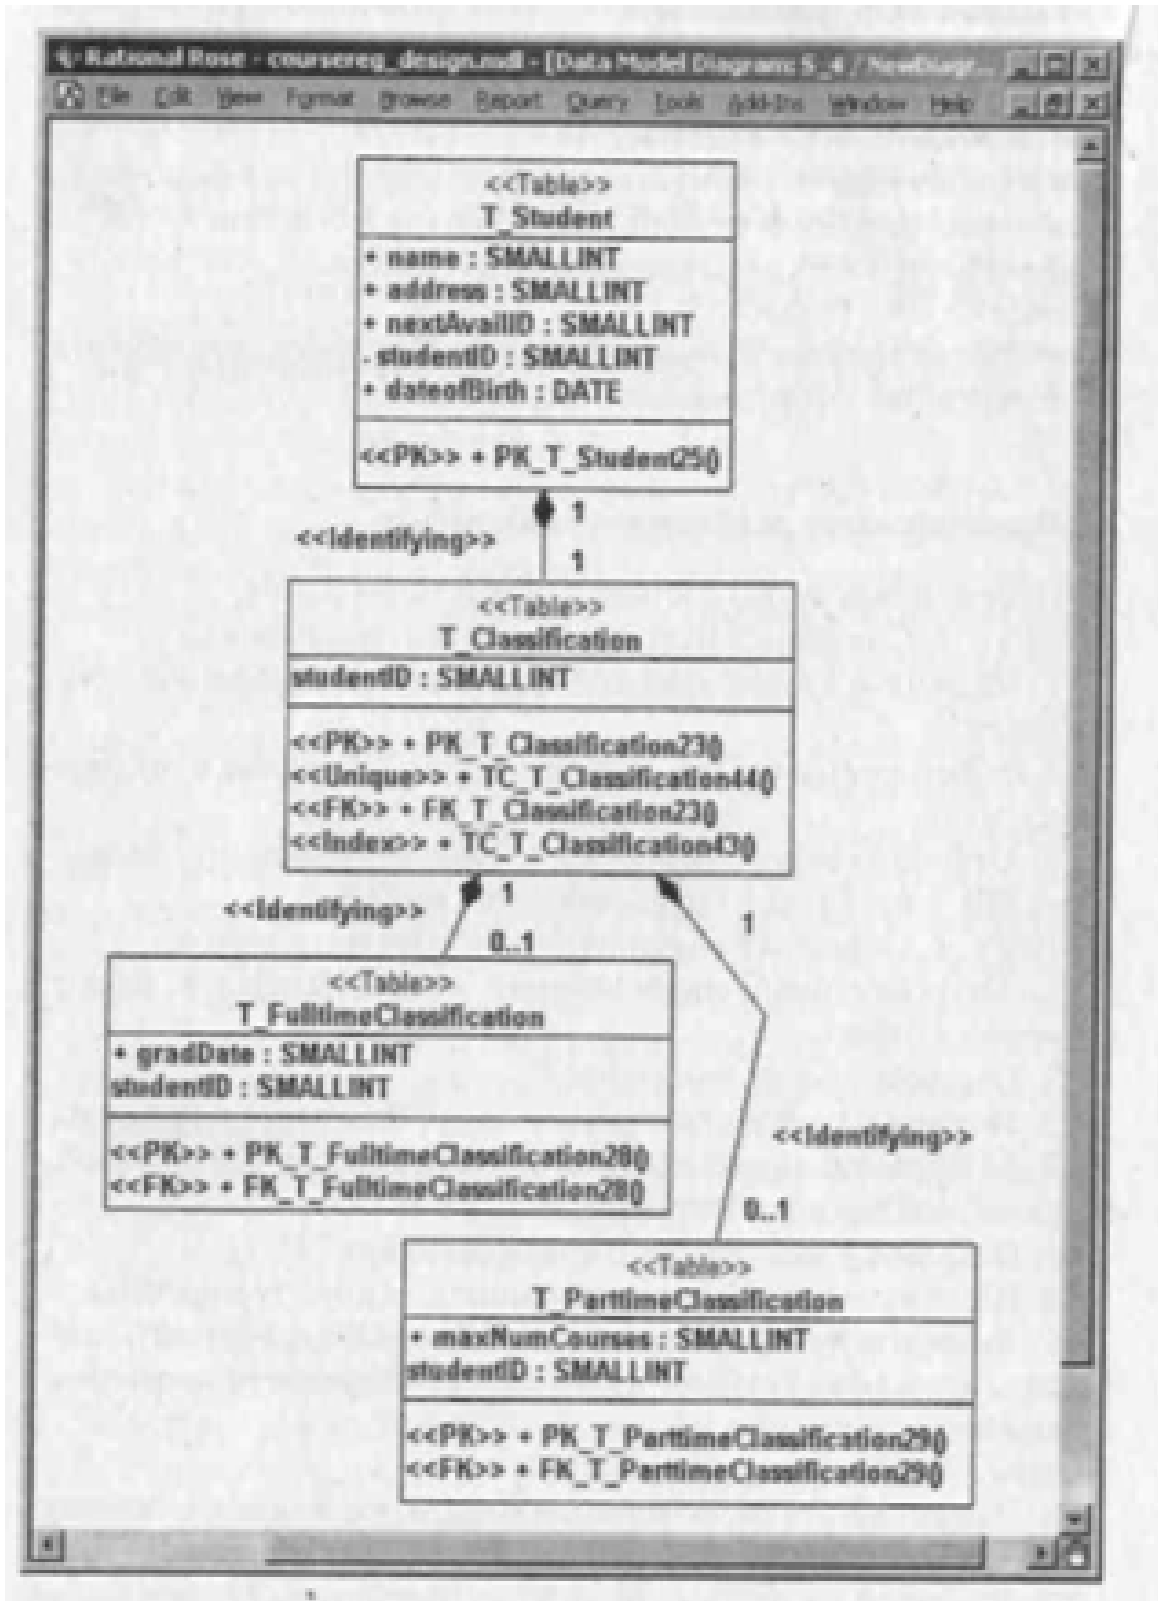 Rational Rose - coursereg_design.mdl - [Data Model Diagram: S_4 / NewDiagr...
File Edit View Format Browse Report Query Tools Add-Ins Window Help
<<Table>>
T_Student
+ name : SMALLINT
+ address : SMALLINT
+ nextAvailID : SMALLINT
- studentID : SMALLINT
+ dateofBirth : DATE
<<PK>> + PK_T_Student25()
1
<<Identifying>>
1
<<Table>>
T_Classification
studentID : SMALLINT
<<PK>> + PK_T_Classification23()
<<Unique>> + TC_T_Classification44()
<<FK>> + FK_T_Classification23()
<<Index>> + TC_T_Classification43()
1
<<Identifying>>
1
0..1
<<Table>>
T_FulltimeClassification
+ gradDate : SMALLINT
studentID : SMALLINT
<<PK>> + PK_T_FulltimeClassification28()
<<FK>> + FK_T_FulltimeClassification28()
<<Identifying>>
0..1
<<Table>>
T_ParttimeClassification
+ maxNumCourses : SMALLINT
studentID : SMALLINT
<<PK>> + PK_T_ParttimeClassification29()
<<FK>> + FK_T_ParttimeClassification29()